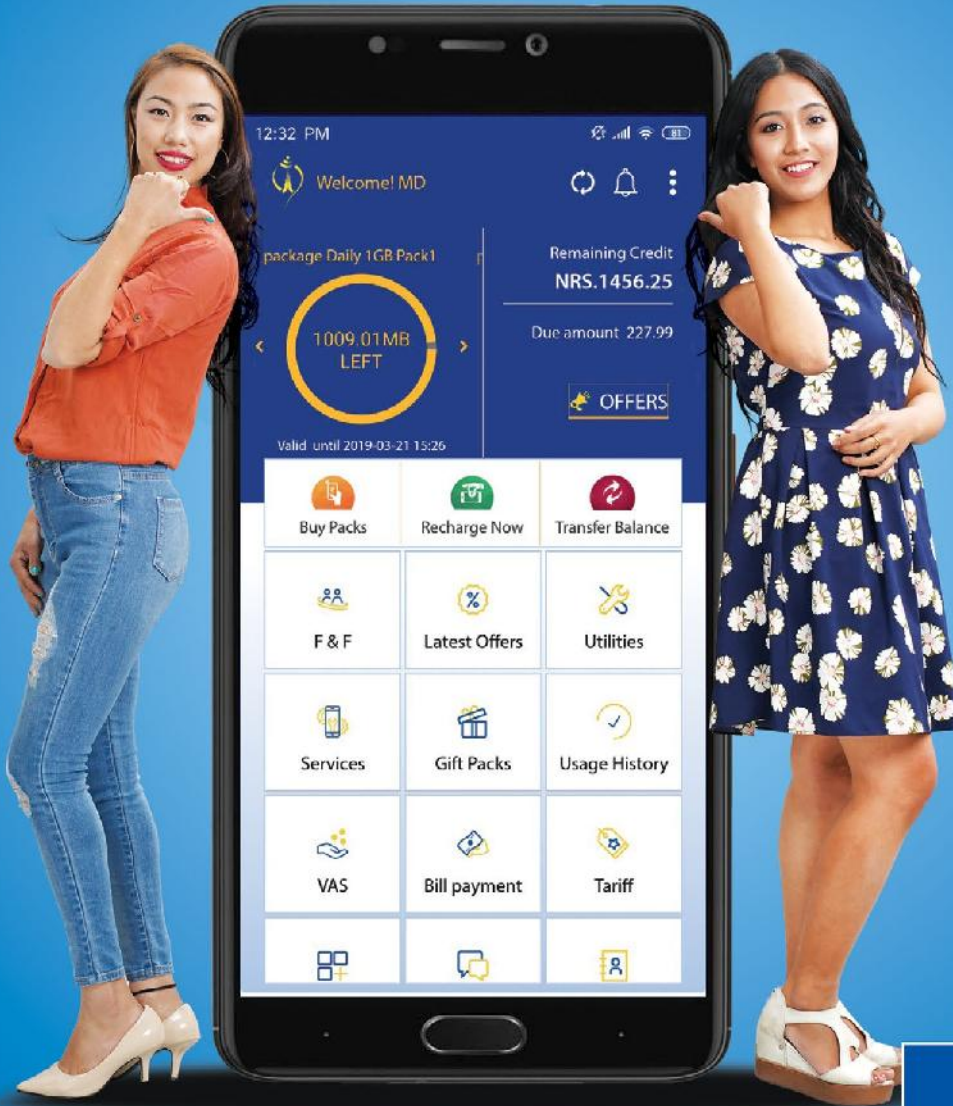 12:32 PM
81
Welcome! MD
package Daily 1GB Pack1
1009.01MB
LEFT
Valid until 2019-03-21 15:26
Remaining Credit
NRS.1456.25
Due amount 227.99
OFFERS
Buy Packs
Recharge Now
Transfer Balance
F & F
Latest Offers
Utilities
Services
Gift Packs
Usage History
VAS
Bill payment
Tariff